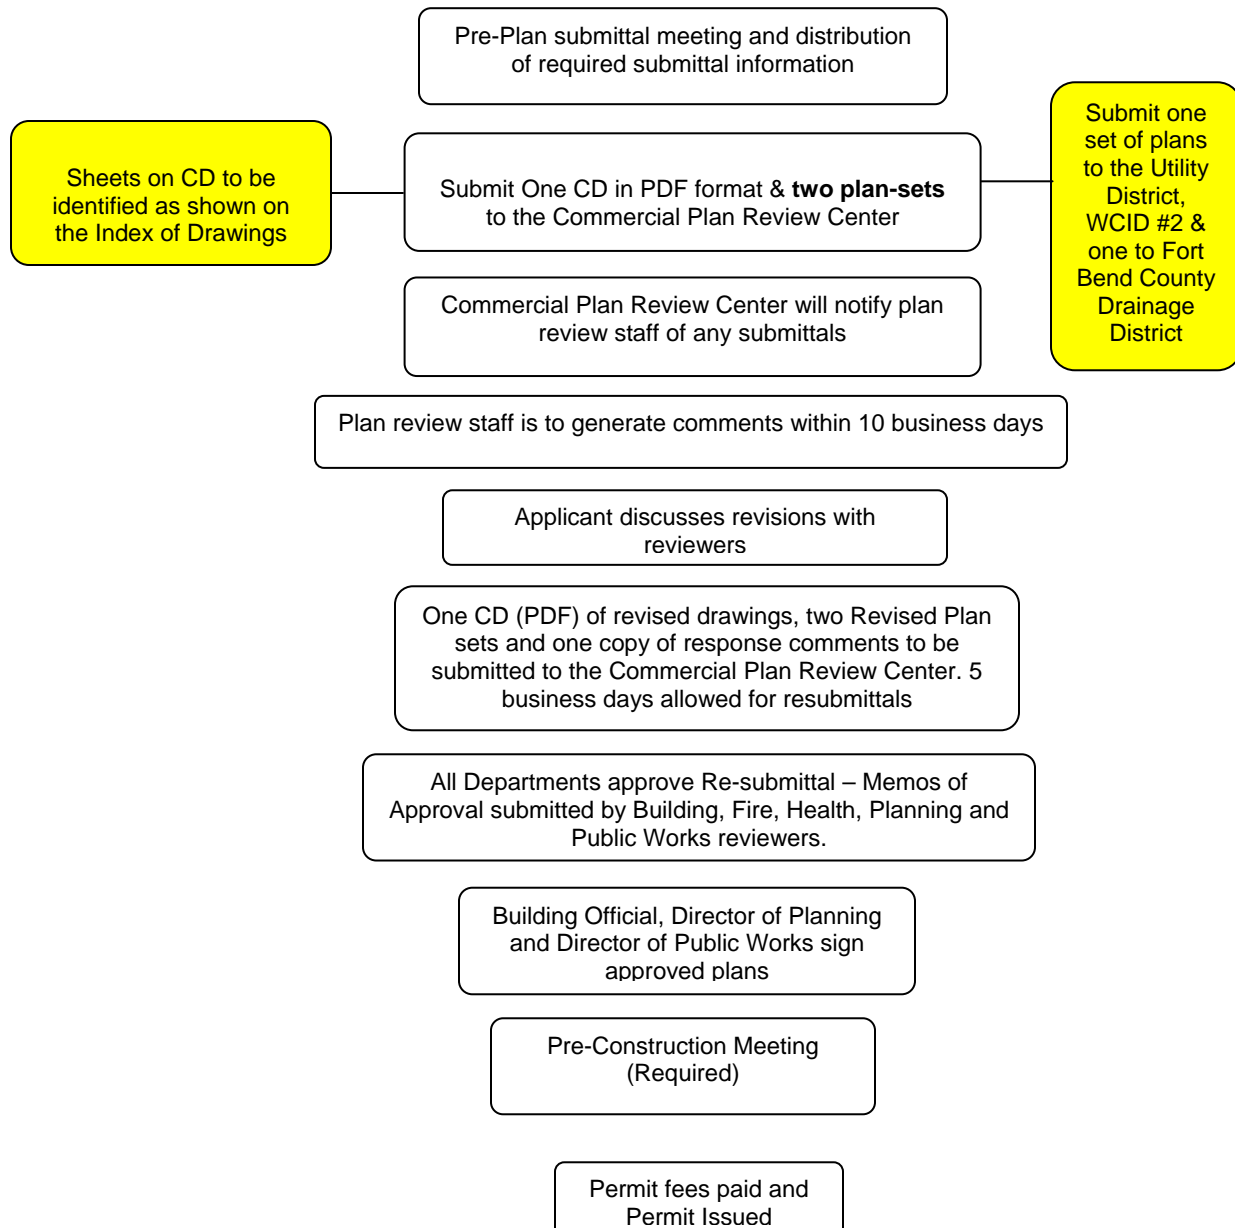 Pre-Plan submittal meeting and distribution
of required submittal information
Sheets on CD to be
identified as shown on
the Index of Drawings
Submit One CD in PDF format & two plan-sets
to the Commercial Plan Review Center
Submit one
set of plans
to the Utility
District,
WCID #2 &
one to Fort
Bend County
Drainage
District
Commercial Plan Review Center will notify plan
review staff of any submittals
Plan review staff is to generate comments within 10 business days
Applicant discusses revisions with
reviewers
One CD (PDF) of revised drawings, two Revised Plan
sets and one copy of response comments to be
submitted to the Commercial Plan Review Center. 5
business days allowed for resubmittals
All Departments approve Re-submittal – Memos of
Approval submitted by Building, Fire, Health, Planning and
Public Works reviewers.
Building Official, Director of Planning
and Director of Public Works sign
approved plans
Pre-Construction Meeting
(Required)
Permit fees paid and
Permit Issued